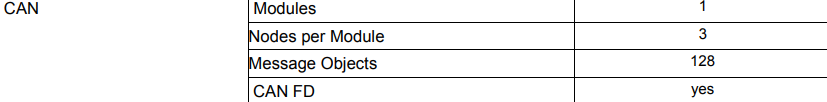 CAN Modules 1
Nodes per Module 3
Message Objects 128
CAN FD yes